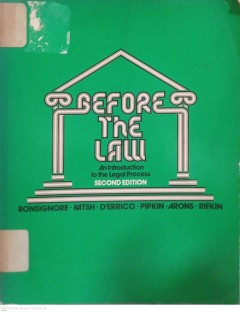 BEFORE
The
LAW
An Introduction
to the Legal Process
SECOND EDITION
BONSIGNORE · KATSH · D'ERRICO · PIPKIN · ARONS · RIFKIN